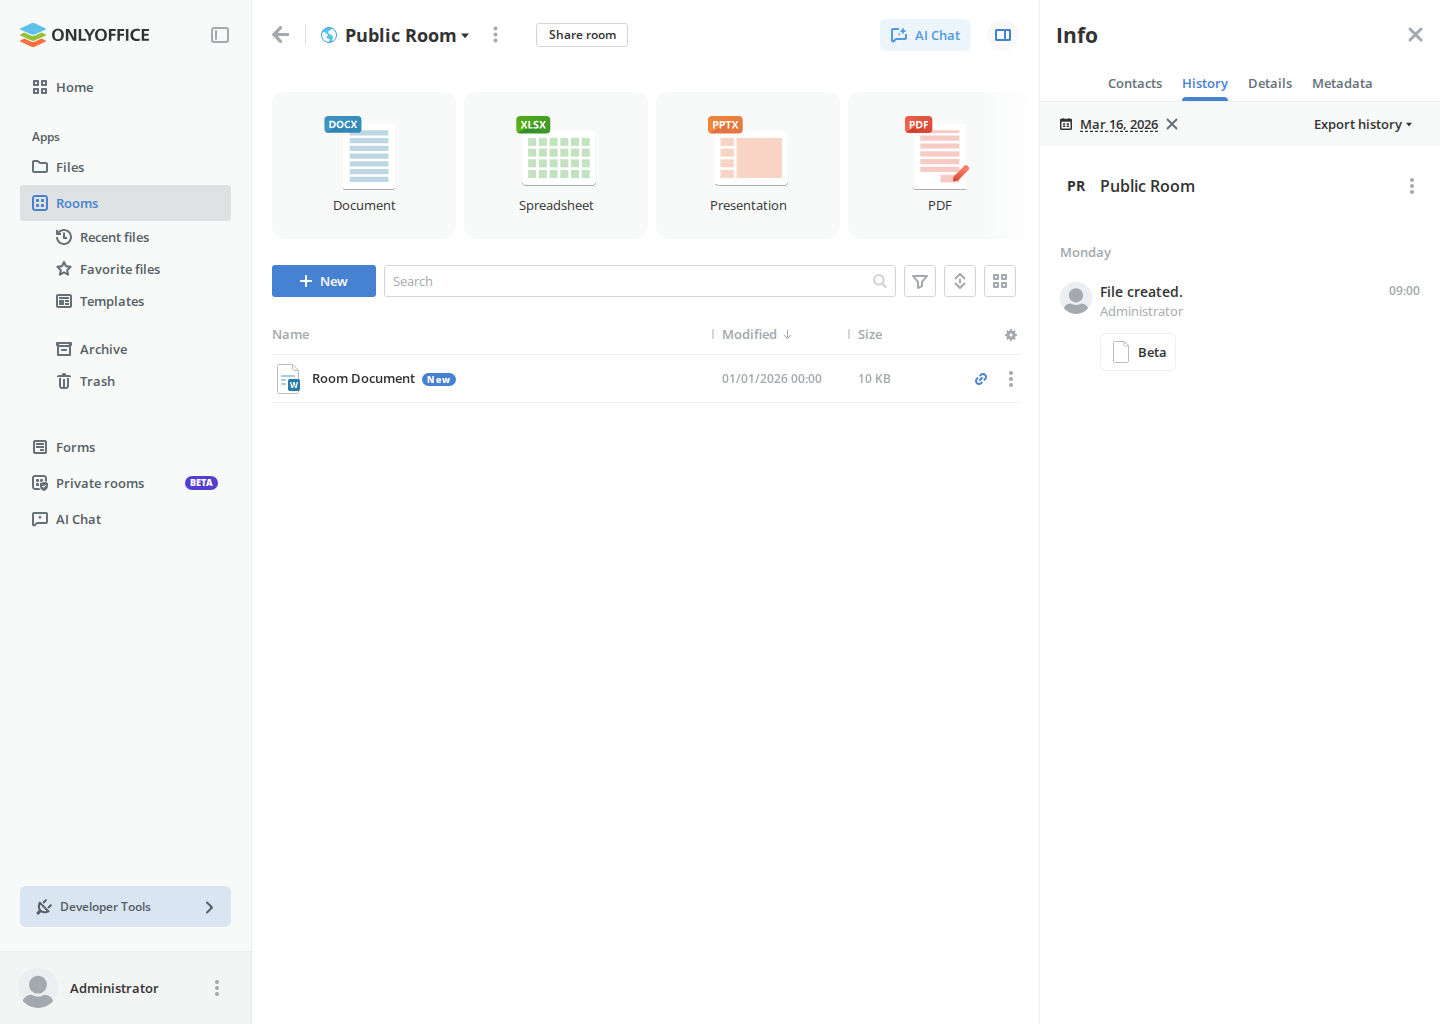 ONLYOFFICE
Home
Apps
Files
Rooms
Recent files
Favorite files
Templates
Archive
Trash
Forms
Private rooms BETA
AI Chat
Developer Tools
Administrator
Public Room
Share room
AI Chat
DOCX
Document
XLSX
Spreadsheet
PPTX
Presentation
PDF
PDF
New
Search
Name Modified Size
W Room Document New 01/01/2026 00:00 10 KB
Info
Contacts History Details Metadata
Mar 16, 2026 Export history
PR Public Room
Monday
File created. 09:00
Administrator
Beta